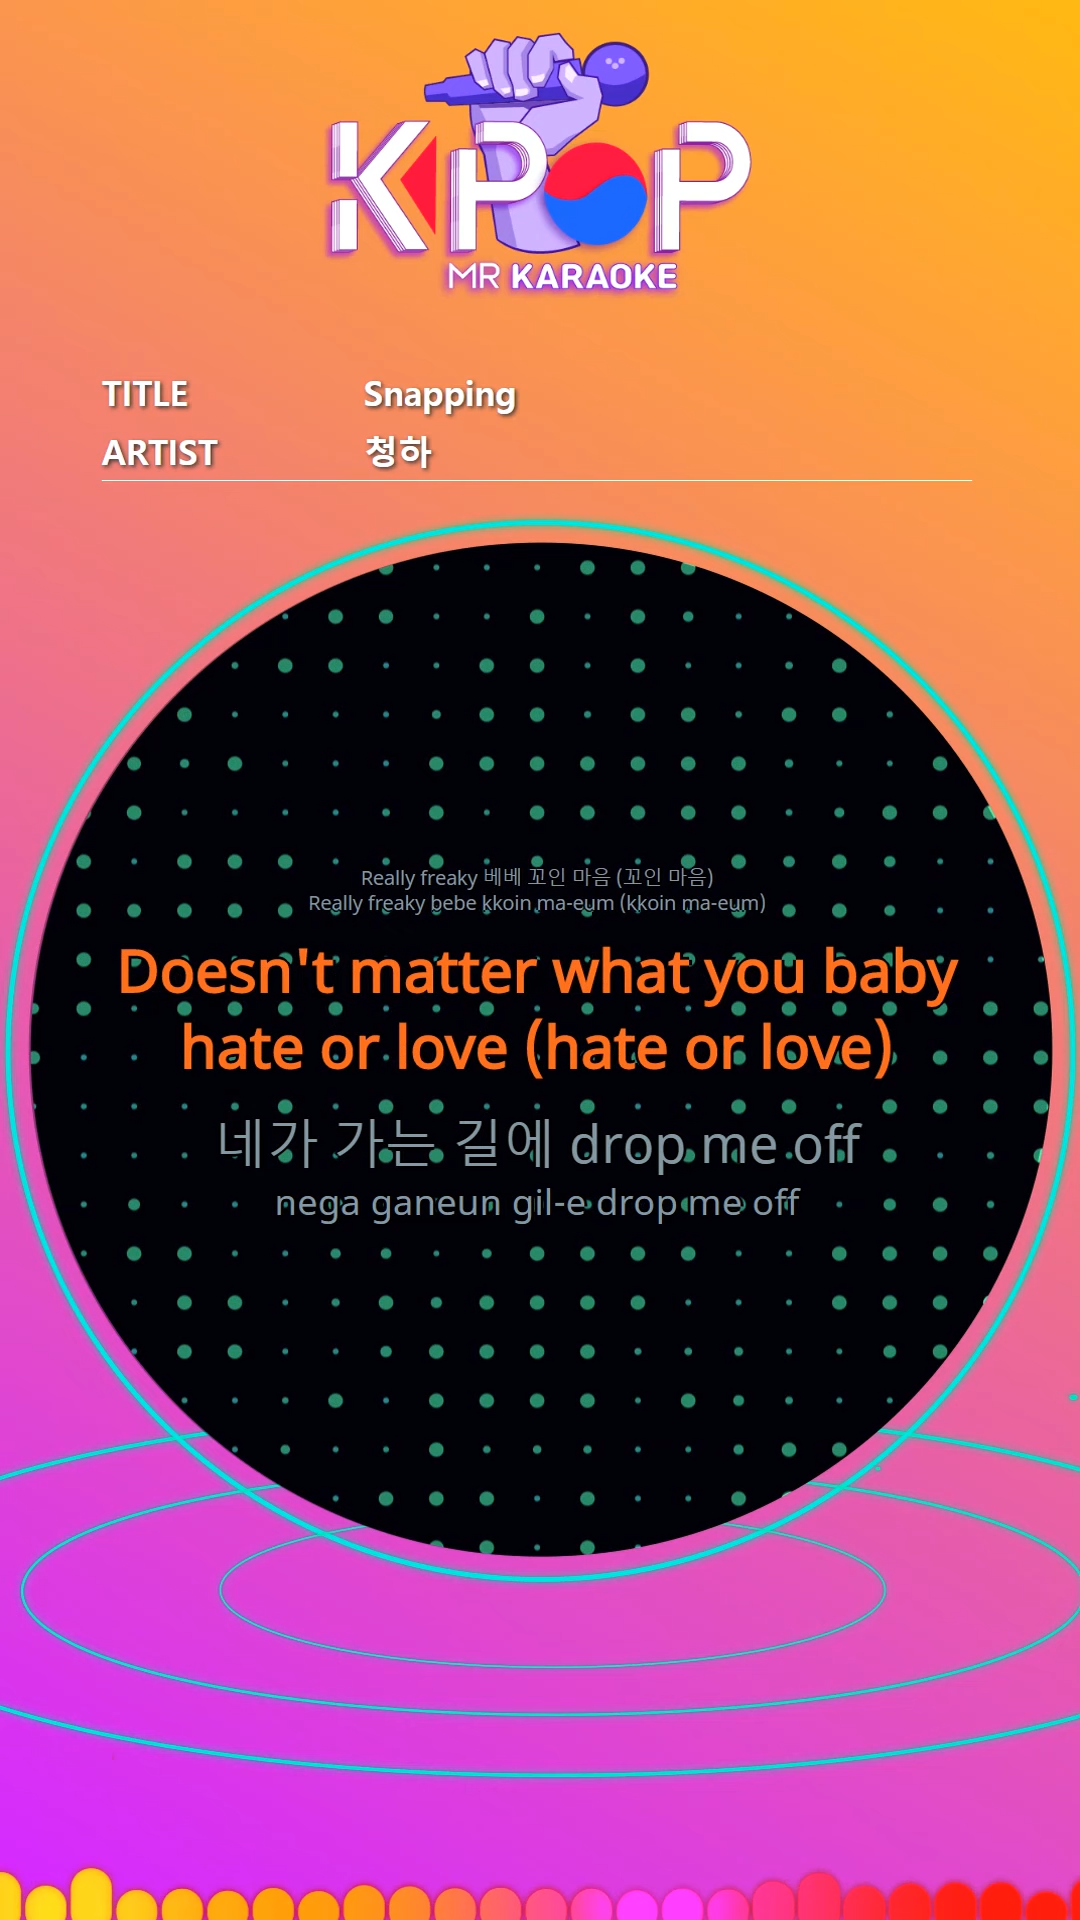 KPOP
MR KARAOKE
TITLE Snapping
ARTIST 청하
Really freaky 베베 꼬인 마음 (꼬인 마음)
Really freaky bebe kkoin ma-eum (kkoin ma-eum)
Doesn't matter what you baby
hate or love (hate or love)
네가 가는 길에 drop me off
nega ganeun gil-e drop me off